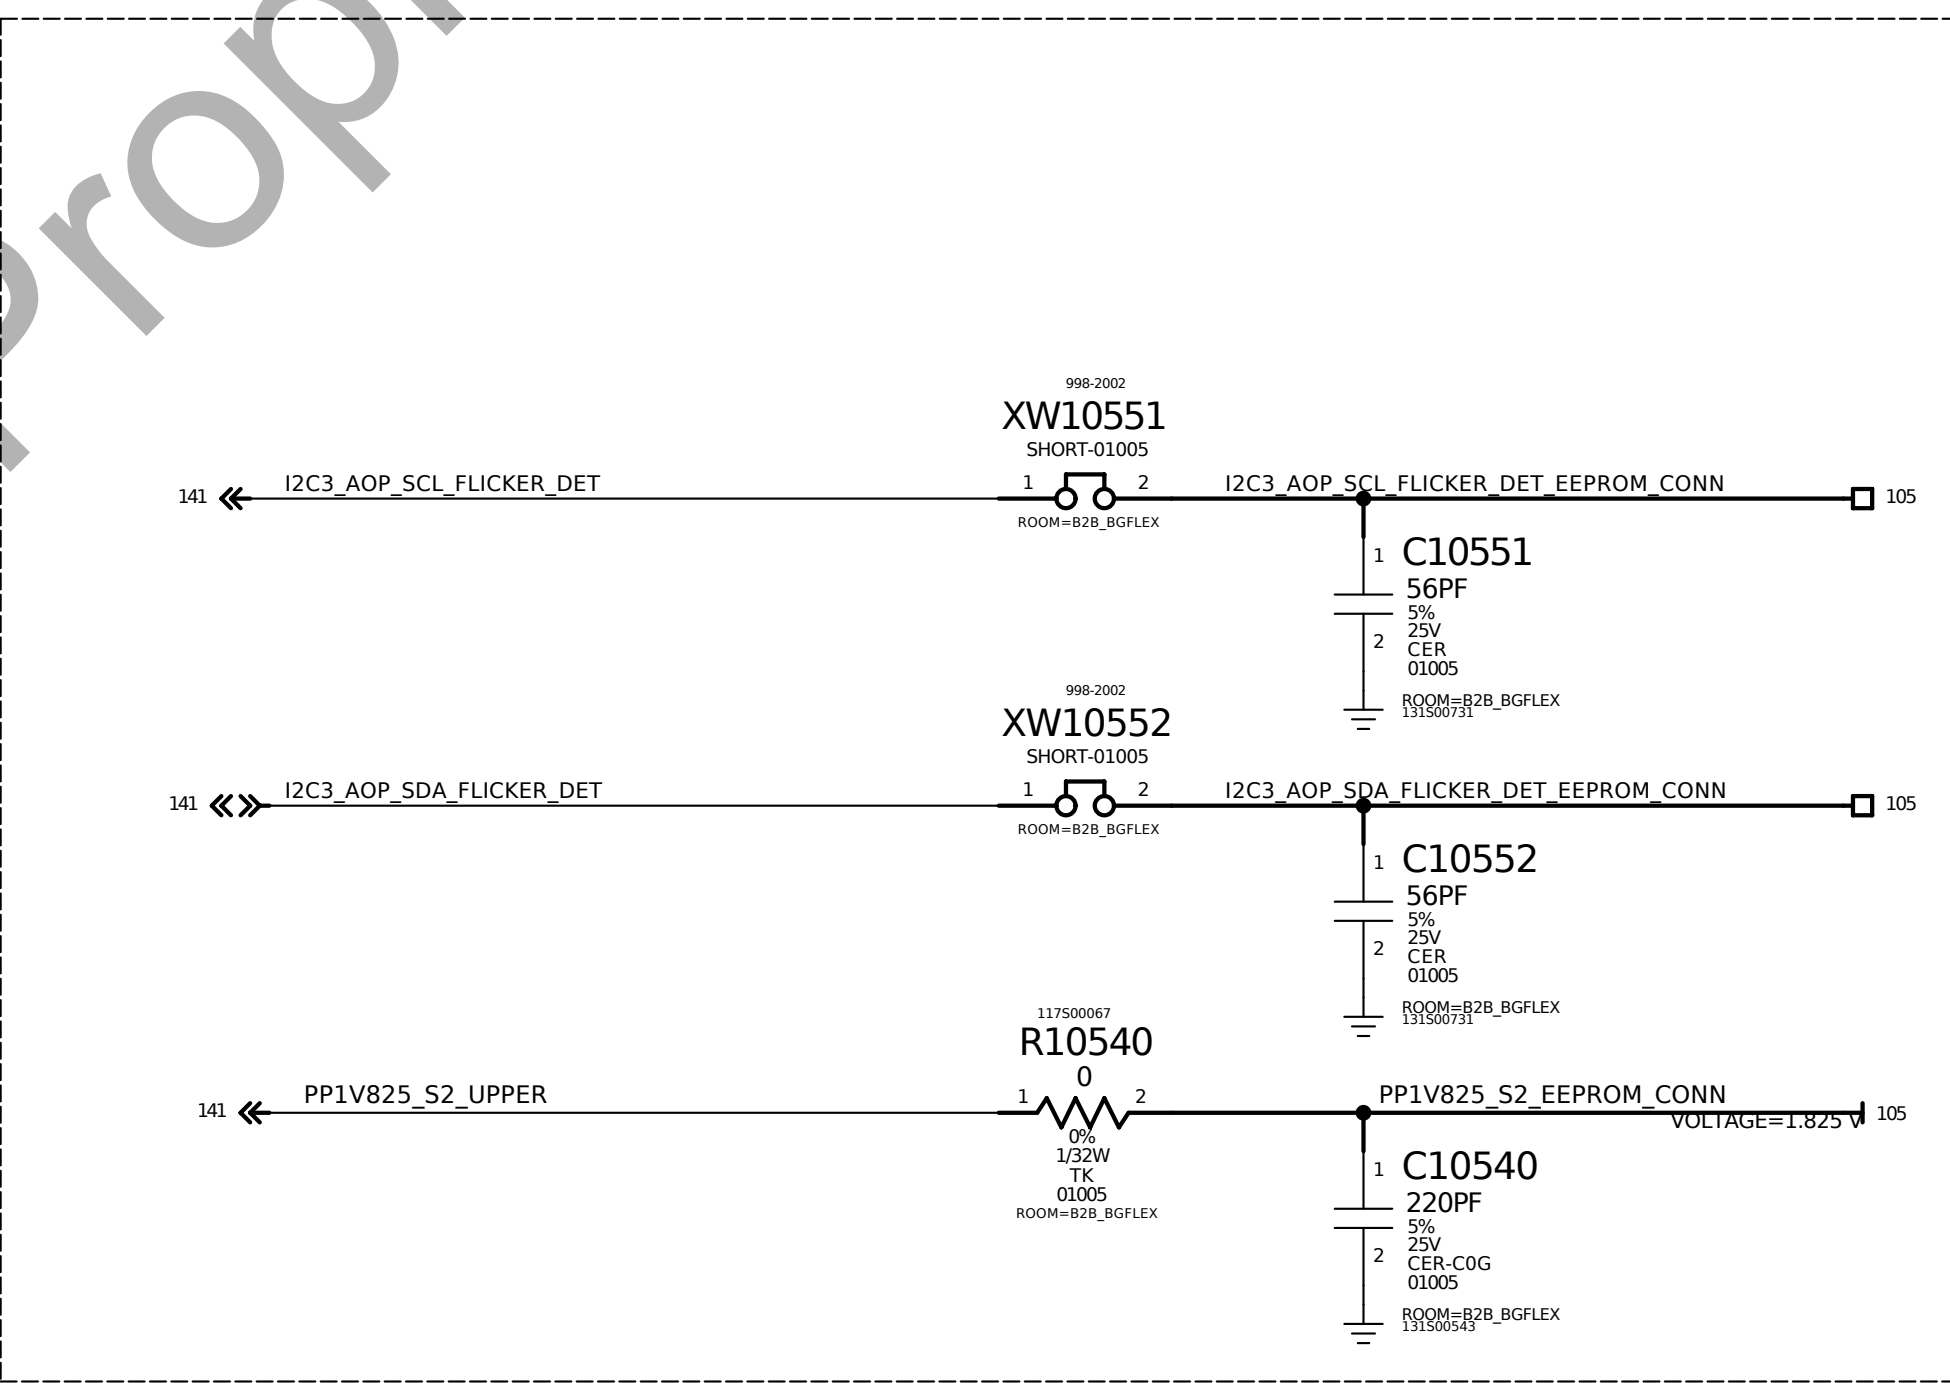 Prop
998-2002
XW10551
SHORT-01005
141 I2C3_AOP_SCL_FLICKER_DET 1 2 I2C3_AOP_SCL_FLICKER_DET_EEPROM_CONN 105
ROOM=B2B_BGFLEX
1 C10551
56PF
5%
25V
2 CER
01005
ROOM=B2B_BGFLEX
131S00731
998-2002
XW10552
SHORT-01005
141 I2C3_AOP_SDA_FLICKER_DET 1 2 I2C3_AOP_SDA_FLICKER_DET_EEPROM_CONN 105
ROOM=B2B_BGFLEX
1 C10552
56PF
5%
25V
2 CER
01005
ROOM=B2B_BGFLEX
131S00731
117S00067
R10540
0
141 PP1V825_S2_UPPER 1 2 PP1V825_S2_EEPROM_CONN 105
VOLTAGE=1.825 V
0%
1/32W
TK
01005
ROOM=B2B_BGFLEX
1 C10540
220PF
5%
25V
2 CER-C0G
01005
ROOM=B2B_BGFLEX
131S00543